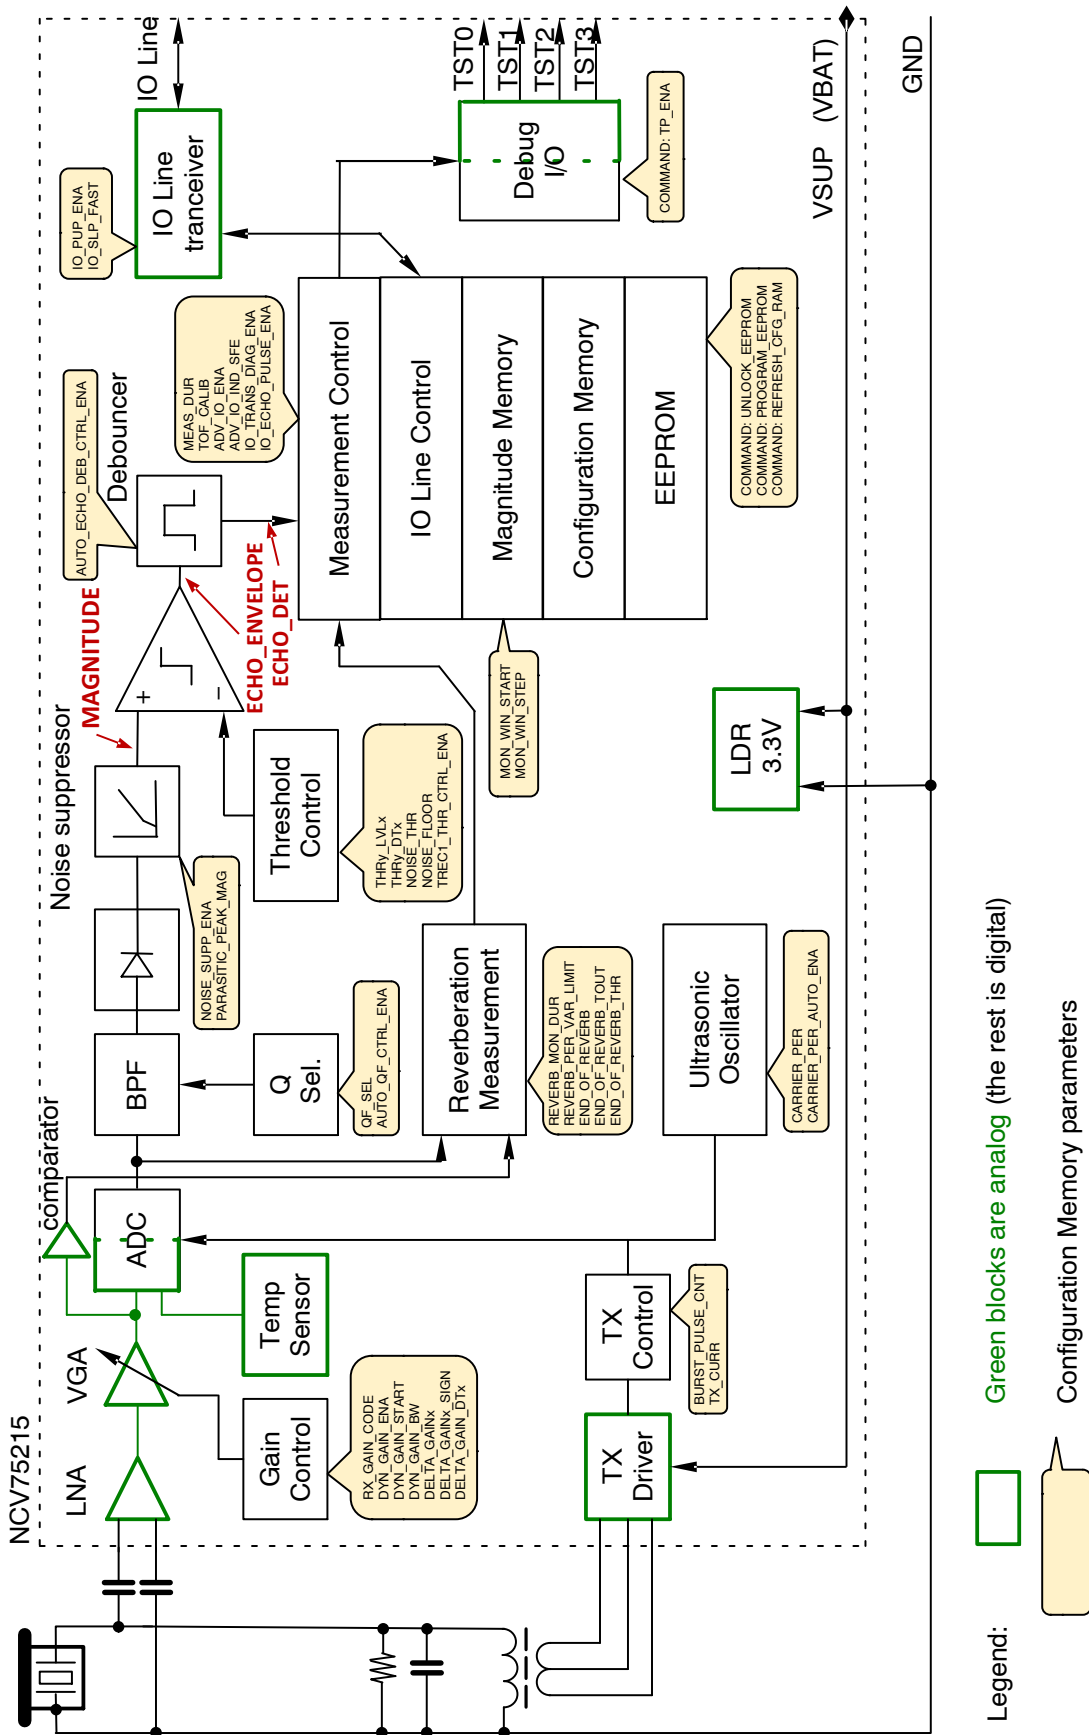 NCV75215
LNA
VGA
comparator
Noise suppressor
MAGNITUDE
Debouncer
AUTO_ECHO_DEB_CTRL_ENA
IO_PUP_ENA
IO_SLP_FAST
IO Line
tranceiver
IO Line
ADC
BPF
+
−
ECHO_ENVELOPE
ECHO_DET
NOISE_SUPP_ENA
PARASITIC_PEAK_MAG
Temp
Sensor
Gain
Control
RX_GAIN_CODE
DYN_GAIN_ENA
DYN_GAIN_START
DYN_GAIN_BW
DELTA_GAINx
DELTA_GAINx_SIGN
DELTA_GAIN_DTx
Q
Sel.
QF_SEL
AUTO_QF_CTRL_ENA
Threshold
Control
THRy_LVLx
THRy_DTx
NOISE_THR
NOISE_FLOOR
TREC1_THR_CTRL_ENA
MEAS_DUR
TOF_CALIB
ADV_IO_ENA
ADV_IO_IND_SFE
IO_TRANS_DIAG_ENA
IO_ECHO_PULSE_ENA
Measurement Control
IO Line Control
Magnitude Memory
Configuration Memory
EEPROM
MON_WIN_START
MON_WIN_STEP
COMMAND: UNLOCK_EEPROM
COMMAND: PROGRAM_EEPROM
COMMAND: REFRESH_CFG_RAM
Debug
I/O
TST0
TST1
TST2
TST3
COMMAND: TP_ENA
Reverberation
Measurement
REVERB_MON_DUR
REVERB_PER_VAR_LIMIT
END_OF_REVERB
END_OF_REVERB_TOUT
END_OF_REVERB_THR
TX
Driver
TX
Control
BURST_PULSE_CNT
TX_CURR
Ultrasonic
Oscillator
CARRIER_PER
CARRIER_PER_AUTO_ENA
LDR
3.3V
VSUP (VBAT)
GND
Legend:
Green blocks are analog (the rest is digital)
Configuration Memory parameters